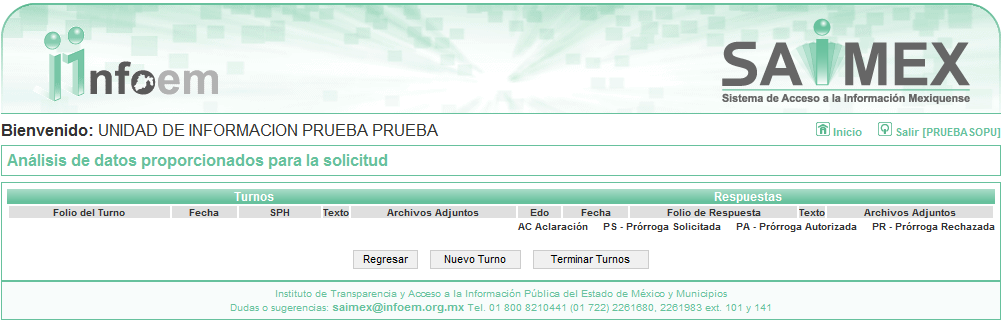 infoem
SAIMEX
Sistema de Acceso a la Información Mexiquense
Bienvenido: UNIDAD DE INFORMACION PRUEBA PRUEBA
Inicio Salir [PRUEBASOPU]
Análisis de datos proporcionados para la solicitud
Turnos Respuestas
Folio del Turno Fecha SPH Texto Archivos Adjuntos Edo Fecha Folio de Respuesta Texto Archivos Adjuntos
AC Aclaración PS - Prórroga Solicitada PA - Prórroga Autorizada PR - Prórroga Rechazada
Regresar Nuevo Turno Terminar Turnos
Instituto de Transparencia y Acceso a la Información Pública del Estado de México y Municipios
Dudas o sugerencias: saimex@infoem.org.mx Tel. 01 800 8210441 (01 722) 2261680, 2261983 ext. 101 y 141